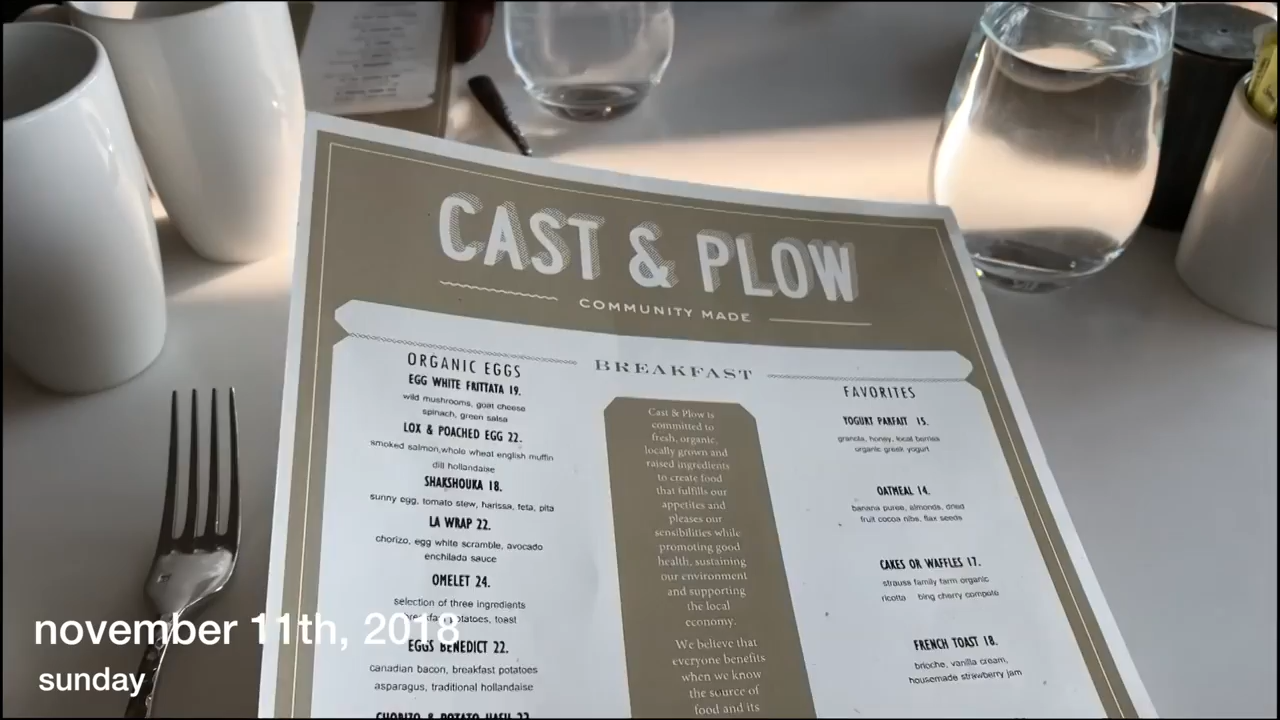 CAST & PLOW
COMMUNITY MADE
BREAKFAST
ORGANIC EGGS
EGG WHITE FRITTATA 19.
wild mushrooms, goat cheese
spinach, green salsa
LOX & POACHED EGG 22.
smoked salmon, whole wheat english muffin
dill hollandaise
SHAKSHOUKA 18.
sunny egg, tomato stew, harissa, feta, pita
LA WRAP 22.
chorizo, egg white scramble, avocado
enchilada sauce
OMELET 24.
selection of three ingredients
breakfast potatoes, toast
EGGS BENEDICT 22.
canadian bacon, breakfast potatoes
asparagus, traditional hollandaise
CHORIZO & POTATO HASH 22
Cast & Plow is
committed to
fresh, organic,
locally grown and
raised ingredients
to create food
that fulfills our
appetites and
pleases our
sensibilities while
promoting good
health, sustaining
our environment
and supporting
the local
economy.
We believe that
everyone benefits
when we know
the source of
food and its
FAVORITES
YOGURT PARFAIT 15.
granola, honey, local berries
organic greek yogurt
OATMEAL 14.
banana puree, almonds, dried
fruit cocoa nibs, flax seeds
CAKES OR WAFFLES 17.
strauss family farm organic
ricotta bing cherry compote
FRENCH TOAST 18.
brioche, vanilla cream,
housemade strawberry jam
november 11th, 2018
sunday